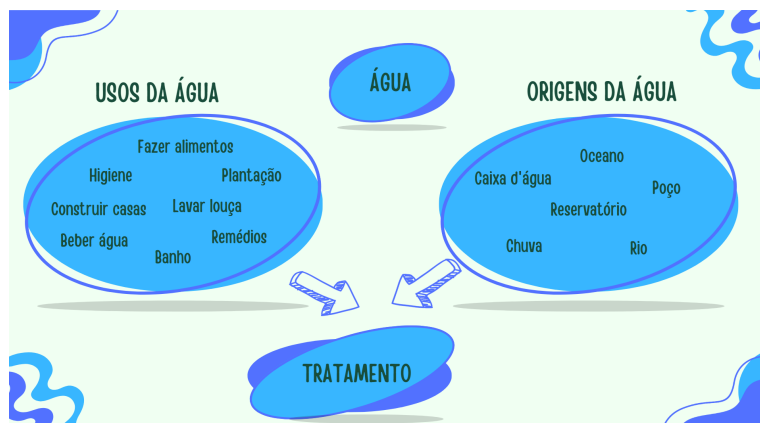 ÁGUA
USOS DA ÁGUA
Fazer alimentos
Higiene
Plantação
Construir casas
Lavar louça
Beber água
Remédios
Banho
ORIGENS DA ÁGUA
Oceano
Caixa d'água
Poço
Reservatório
Chuva
Rio
TRATAMENTO